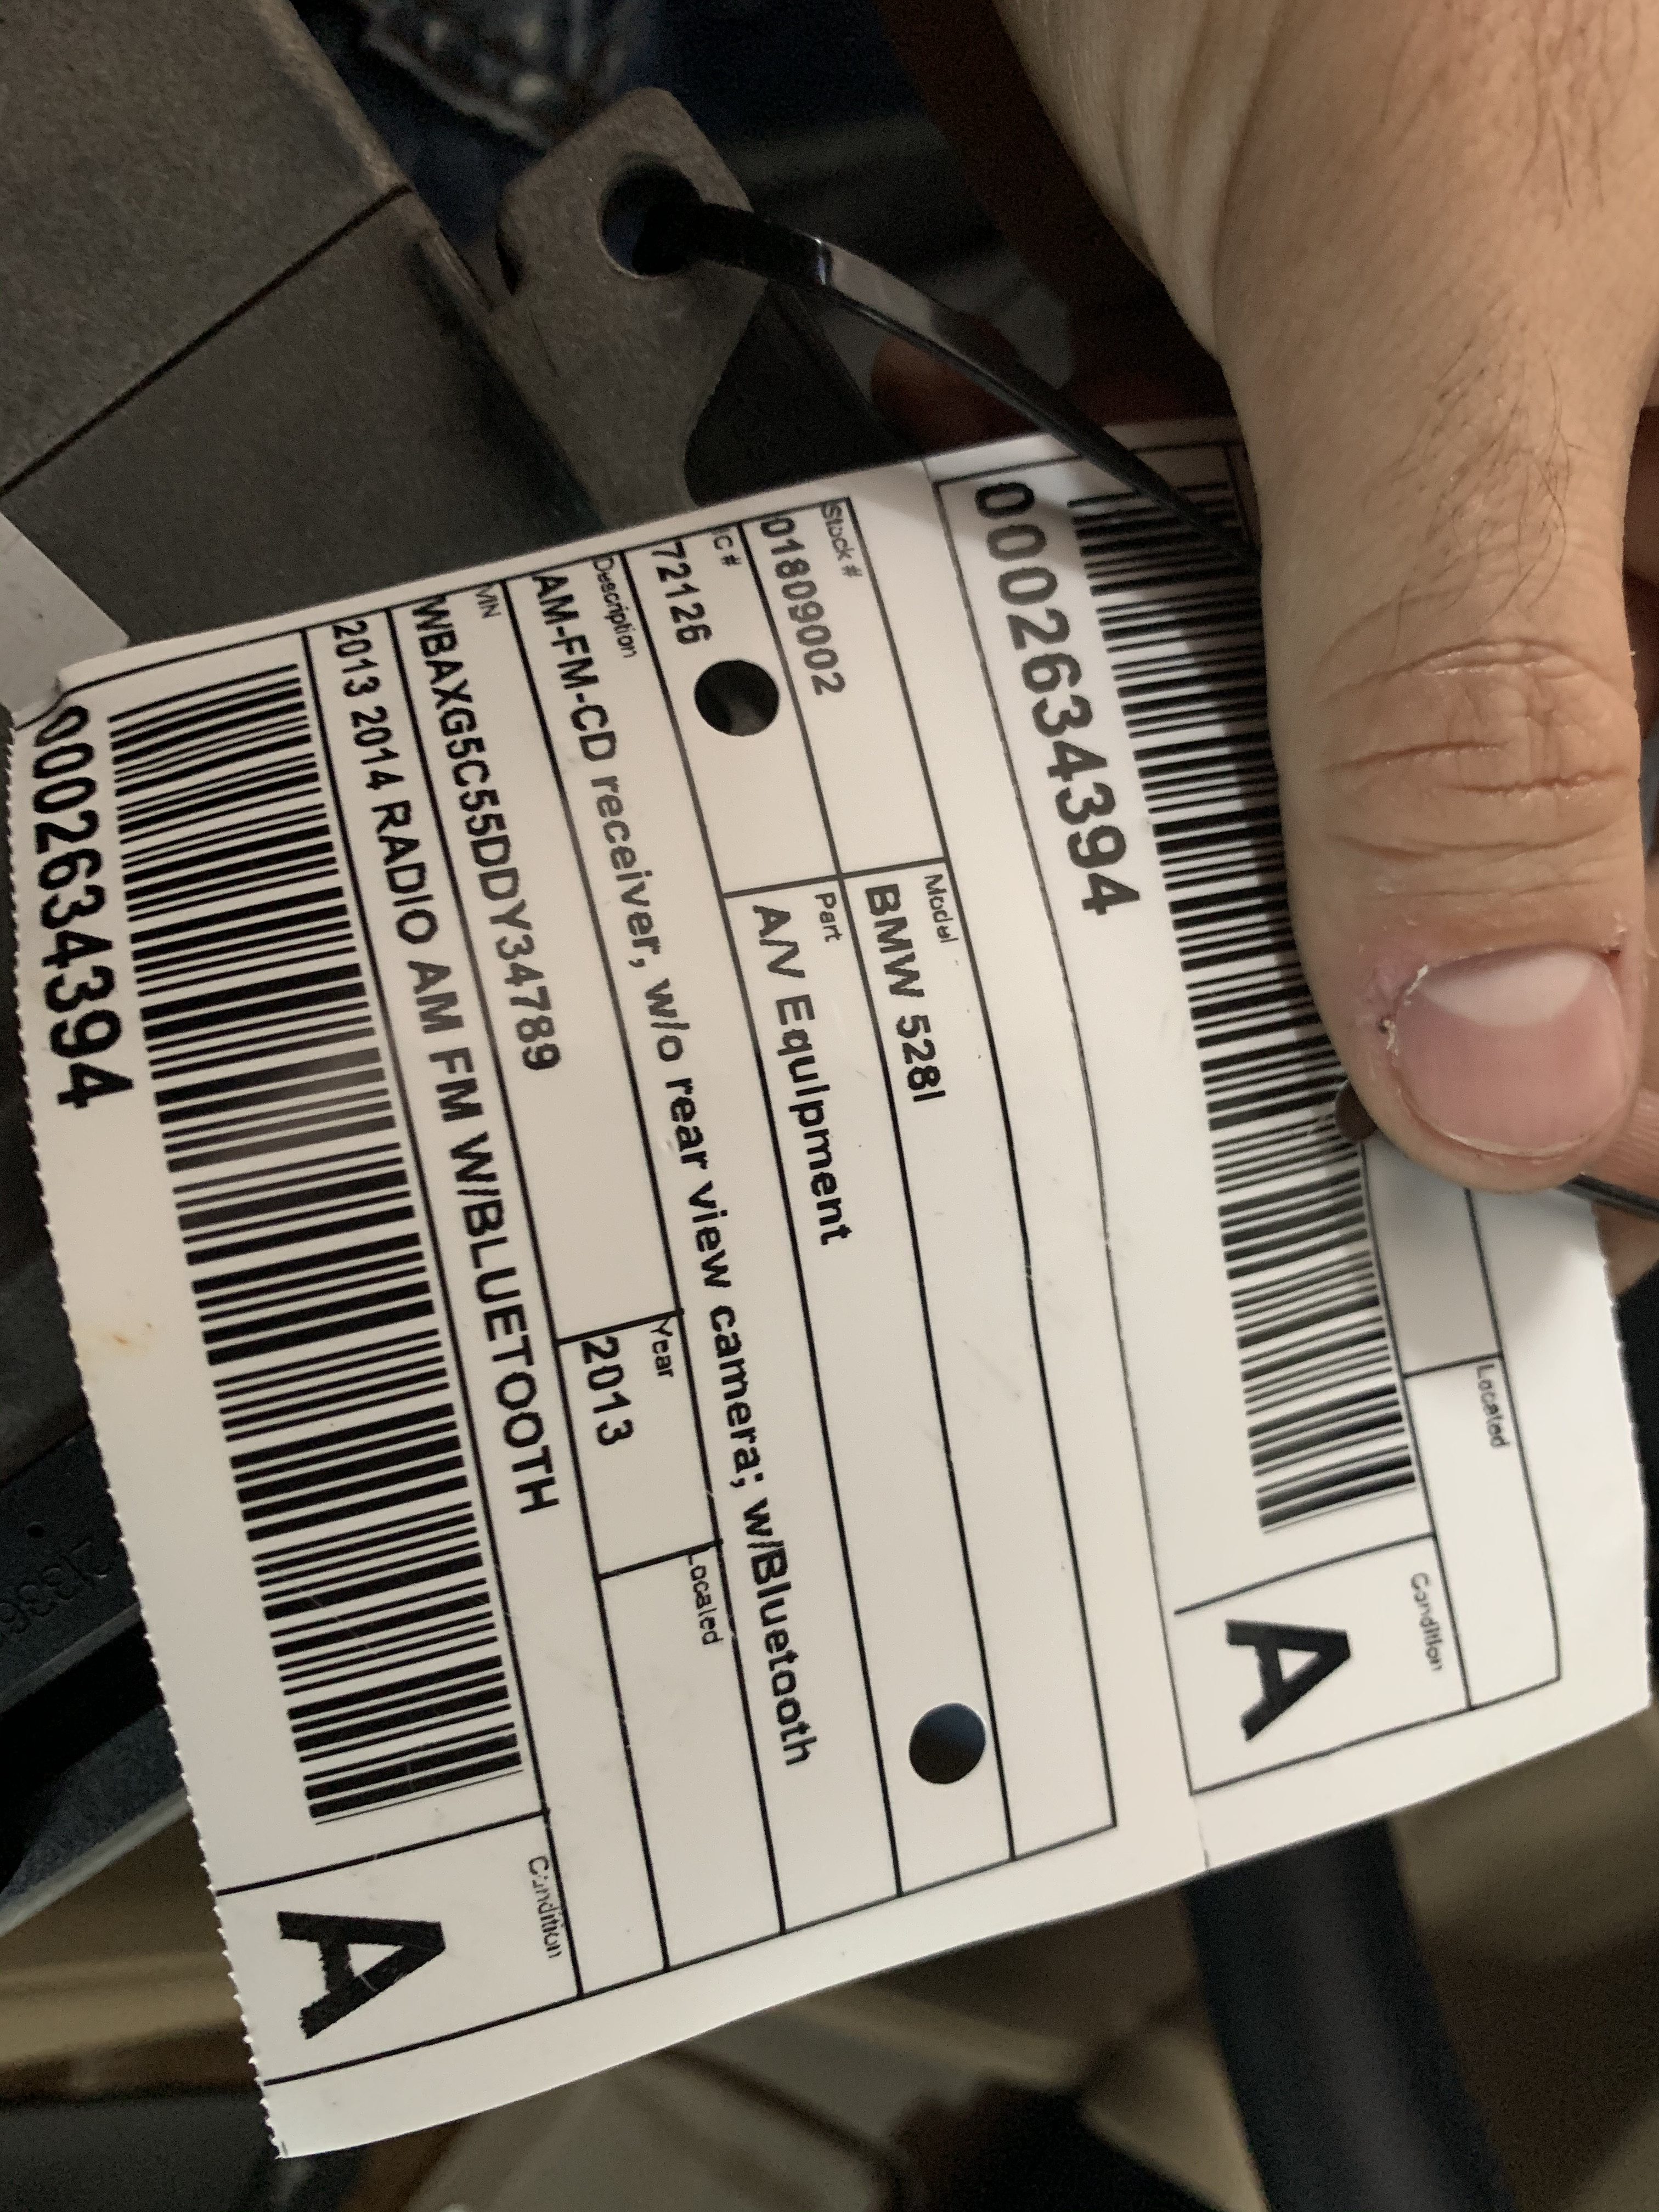 0002634394
Located
Condition
A
Stock #
01809002
Model
BMW 528I
IC #
72126
Part
A/V Equipment
Description
AM-FM-CD receiver, w/o rear view camera; w/Bluetooth
VIN
WBAXG5C55DDY34789
Year
2013
Located
2013 2014 RADIO AM FM W/BLUETOOTH
Condition
A
0002634394